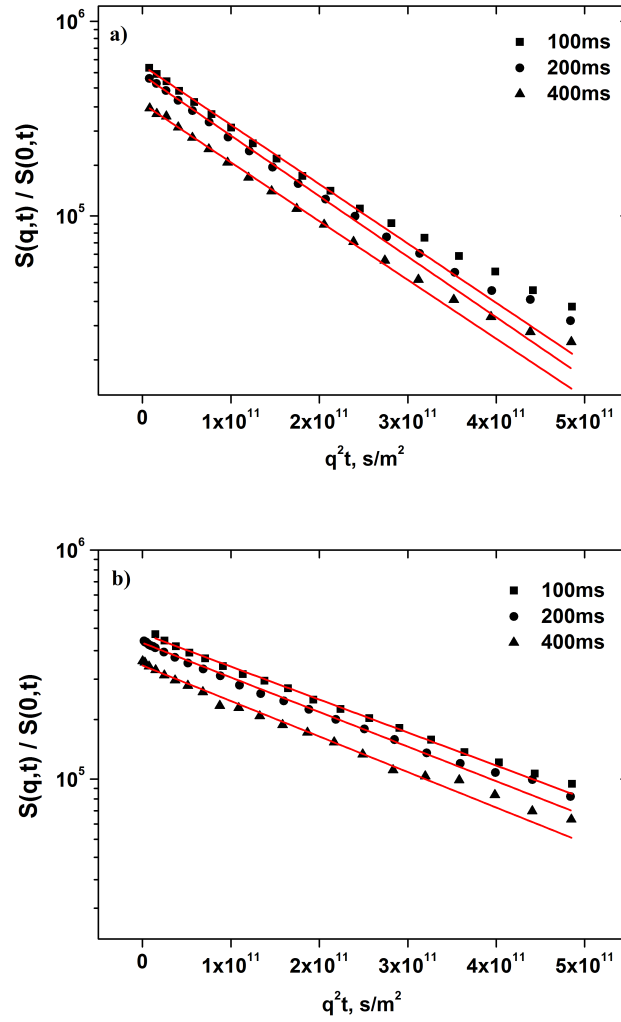 a)
10⁶
10⁵
S(q,t) / S(0,t)
100ms
200ms
400ms
0
1x10¹¹
2x10¹¹
3x10¹¹
4x10¹¹
5x10¹¹
q²t, s/m²
b)
10⁶
10⁵
S(q,t) / S(0,t)
100ms
200ms
400ms
0
1x10¹¹
2x10¹¹
3x10¹¹
4x10¹¹
5x10¹¹
q²t, s/m²